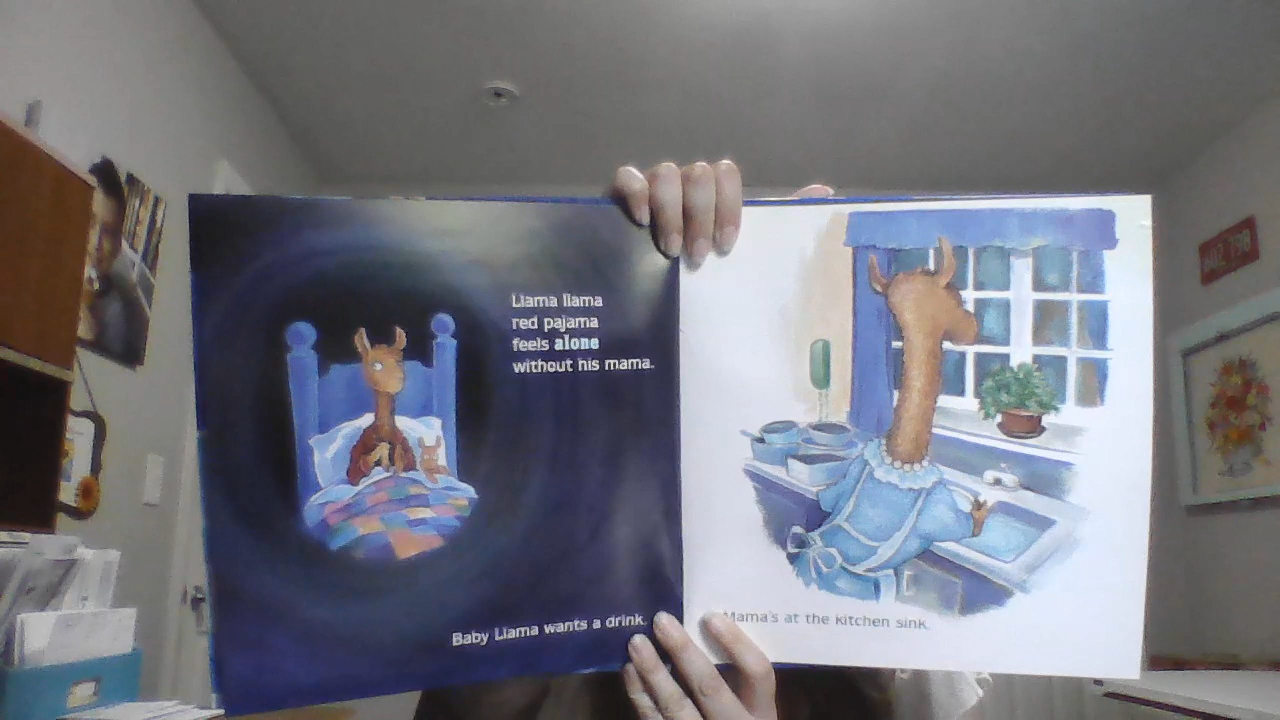 Llama llama
red pajama
feels alone
without his mama.
Baby Llama wants a drink.
Mama's at the kitchen sink.